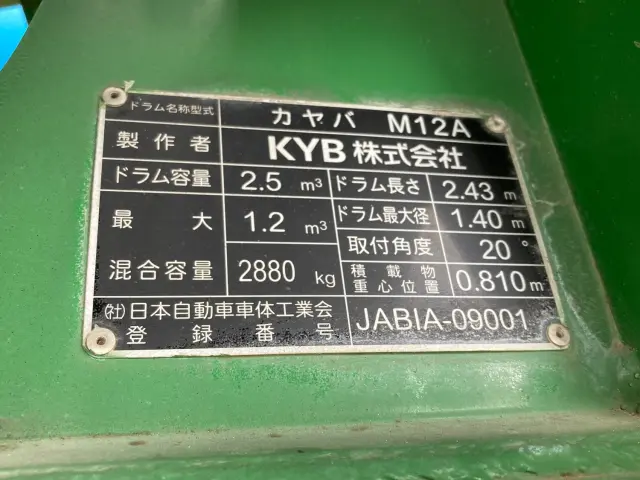 ドラム名称型式 カヤバ M12A
製作者 KYB株式会社
ドラム容量 2.5 m³ ドラム長さ 2.43 m
最大 1.2 m³ ドラム最大径 1.40 m
混合容量 2880 kg 取付角度 20°
積載物重心位置 0.810 m
(社)日本自動車車体工業会
登録番号 JABIA-09001